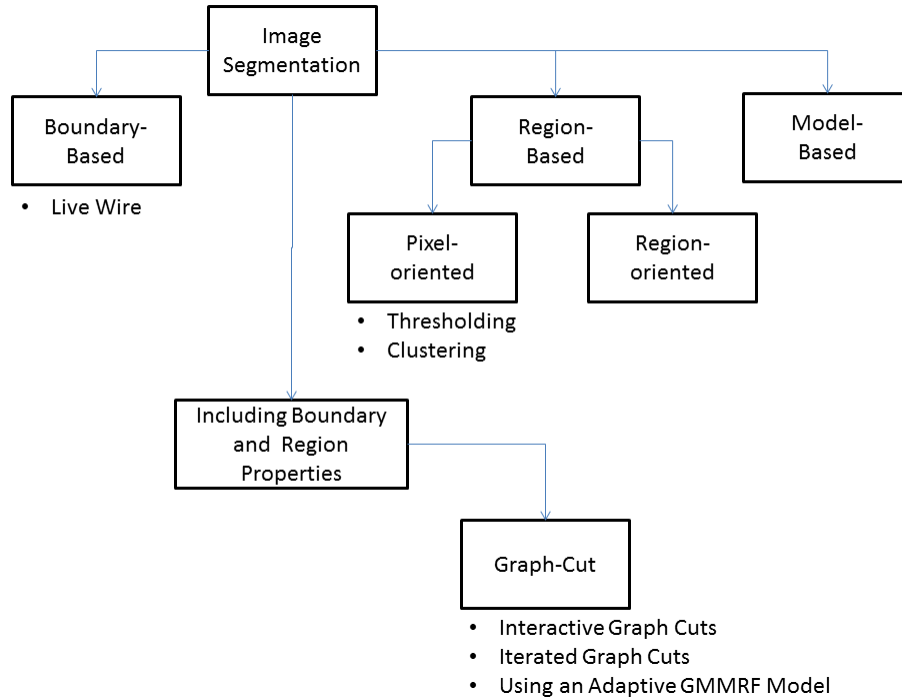 Image
Segmentation
Boundary-
Based
• Live Wire
Region-
Based
Model-
Based
Pixel-
oriented
• Thresholding
• Clustering
Region-
oriented
Including Boundary
and Region
Properties
Graph-Cut
• Interactive Graph Cuts
• Iterated Graph Cuts
• Using an Adaptive GMMRF Model